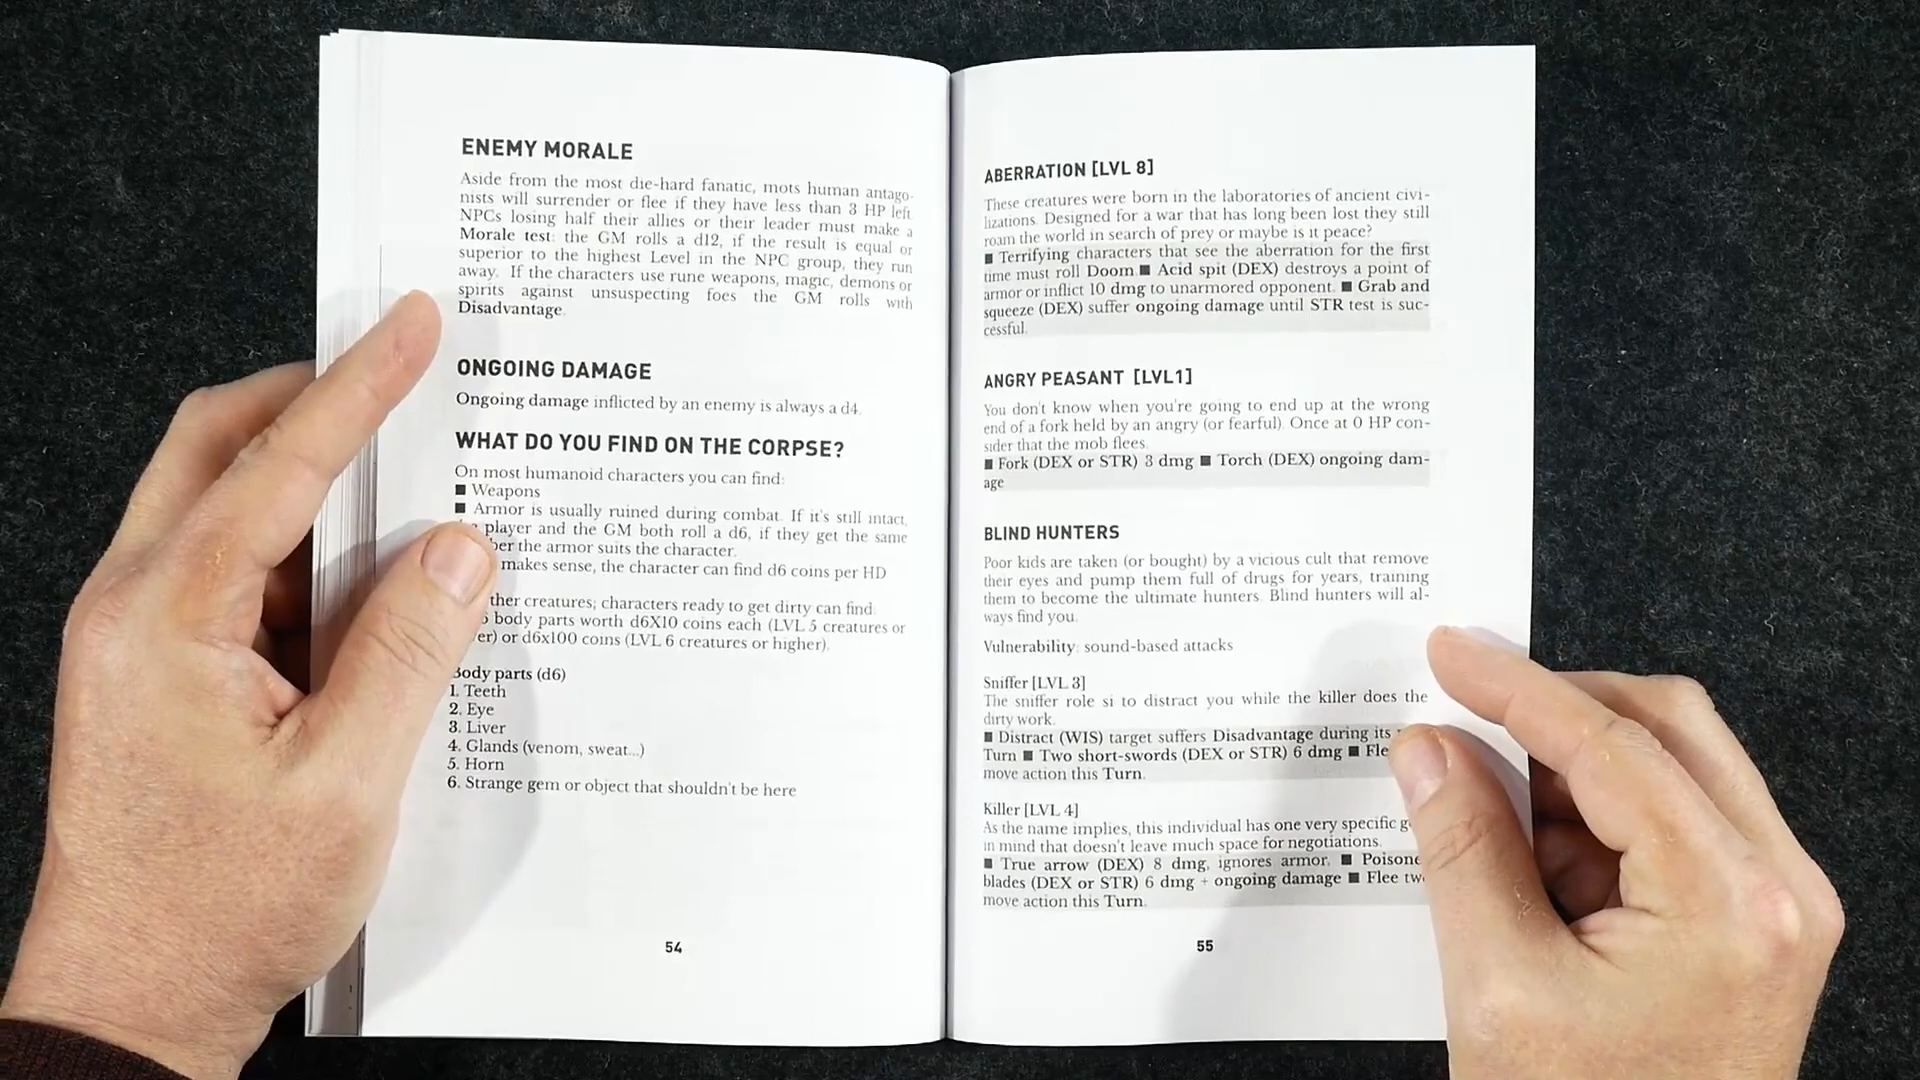 ENEMY MORALE
Aside from the most die-hard fanatic, mots human antago-
nists will surrender or flee if they have less than 3 HP left.
NPCs losing half their allies or their leader must make a
Morale test: the GM rolls a d12, if the result is equal or
superior to the highest Level in the NPC group, they run
away. If the characters use rune weapons, magic, demons or
spirits against unsuspecting foes the GM rolls with
Disadvantage.
ONGOING DAMAGE
Ongoing damage inflicted by an enemy is always a d4.
WHAT DO YOU FIND ON THE CORPSE?
On most humanoid characters you can find:
■ Weapons
■ Armor is usually ruined during combat. If it's still intact,
player and the GM both roll a d6, if they get the same
the armor suits the character.
makes sense, the character can find d6 coins per HD
creatures; characters ready to get dirty can find:
body parts worth d6X10 coins each (LVL 5 creatures or
or d6x100 coins (LVL 6 creatures or higher).
Body parts (d6)
1. Teeth
2. Eye
3. Liver
4. Glands (venom, sweat...)
5. Horn
6. Strange gem or object that shouldn't be here
54
ABERRATION [LVL 8]
These creatures were born in the laboratories of ancient civi-
lizations. Designed for a war that has long been lost they still
roam the world in search of prey or maybe is it peace?
■ Terrifying characters that see the aberration for the first
time must roll Doom ■ Acid spit (DEX) destroys a point of
armor or inflict 10 dmg to unarmored opponent. ■ Grab and
squeeze (DEX) suffer ongoing damage until STR test is suc-
cessful.
ANGRY PEASANT [LVL1]
You don't know when you're going to end up at the wrong
end of a fork held by an angry (or fearful). Once at 0 HP con-
sider that the mob flees.
■ Fork (DEX or STR) 3 dmg ■ Torch (DEX) ongoing dam-
age
BLIND HUNTERS
Poor kids are taken (or bought) by a vicious cult that remove
their eyes and pump them full of drugs for years, training
them to become the ultimate hunters. Blind hunters will al-
ways find you.
Vulnerability: sound-based attacks
Sniffer [LVL 3]
The sniffer role si to distract you while the killer does the
dirty work.
■ Distract (WIS) target suffers Disadvantage during its
Turn ■ Two short-swords (DEX or STR) 6 dmg ■
move action this Turn.
Killer [LVL 4]
As the name implies, this individual has one very specific
in mind that doesn't leave much space for negotiations.
■ True arrow (DEX) 8 dmg, ignores armor. ■
blades (DEX or STR) 6 dmg + ongoing damage ■ Flee
move action this Turn.
55